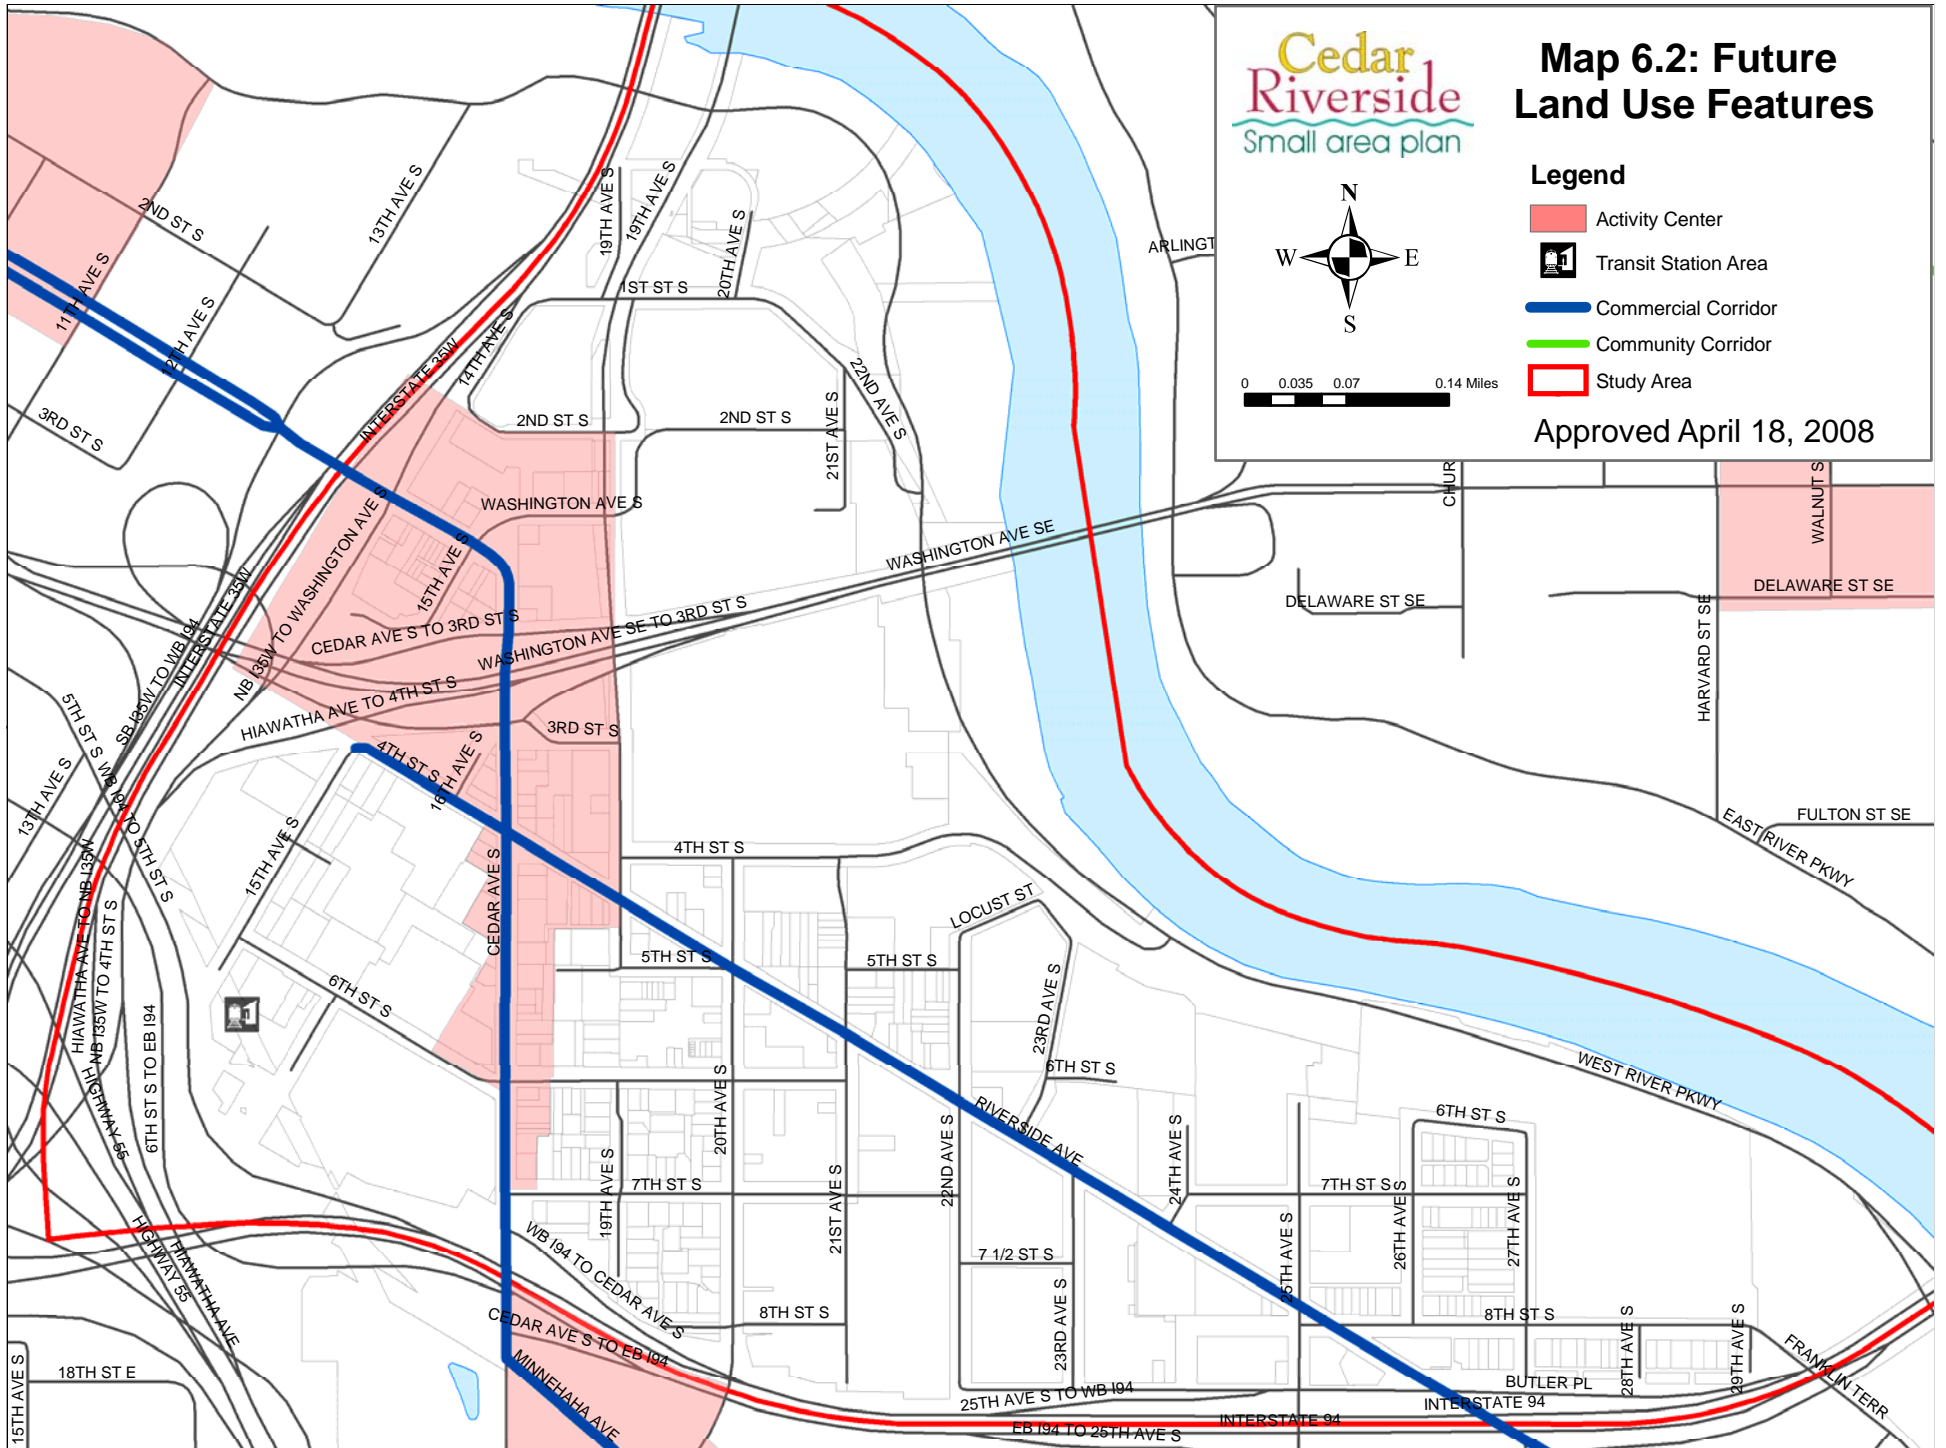 Cedar
Riverside
Small area plan
Map 6.2: Future
Land Use Features
Legend
Activity Center
Transit Station Area
Commercial Corridor
Community Corridor
Study Area
Approved April 18, 2008
N
W
E
S
0 0.035 0.07 0.14 Miles
2ND ST S
13TH AVE S
11TH AVE S
12TH AVE S
3RD ST S
19TH AVE S
19TH AVE S
20TH AVE S
1ST ST S
14TH AVE S
INTERSTATE 35W
2ND ST S
2ND ST S
21ST AVE S
22ND AVE S
ARLINGT
CHUR
WALNUT S
WASHINGTON AVE S
WASHINGTON AVE SE
15TH AVE S
NB I35W TO WASHINGTON AVE S
CEDAR AVE S TO 3RD ST S
WASHINGTON AVE SE TO 3RD ST S
HIAWATHA AVE TO 4TH ST S
DELAWARE ST SE
DELAWARE ST SE
HARVARD ST SE
SB I35W TO WB I94
INTERSTATE 35W
5TH ST S
WB I94 TO 5TH ST S
13TH AVE S
3RD ST S
4TH ST S
16TH AVE S
15TH AVE S
CEDAR AVE S
4TH ST S
FULTON ST SE
EAST RIVER PKWY
HIAWATHA AVE TO NB I35W
NB I35W TO 4TH ST S
LOCUST ST
5TH ST S
5TH ST S
6TH ST S
23RD AVE S
6TH ST S
6TH ST S TO EB I94
HIGHWAY 55
WEST RIVER PKWY
RIVERSIDE AVE
6TH ST S
20TH AVE S
22ND AVE S
24TH AVE S
19TH AVE S
7TH ST S
21ST AVE S
7TH ST S
26TH AVE S
27TH AVE S
25TH AVE S
HIGHWAY 55
HIAWATHA AVE
WB I94 TO CEDAR AVE S
7 1/2 ST S
23RD AVE S
8TH ST S
8TH ST S
CEDAR AVE S TO EB I94
MINNEHAHA AVE
28TH AVE S
29TH AVE S
FRANKLIN TERR
18TH ST E
15TH AVE S
25TH AVE S TO WB I94
BUTLER PL
INTERSTATE 94
INTERSTATE 94
EB I94 TO 25TH AVE S